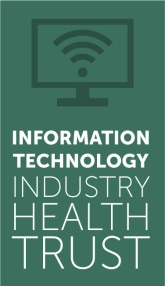 INFORMATION
TECHNOLOGY
INDUSTRY
HEALTH
TRUST